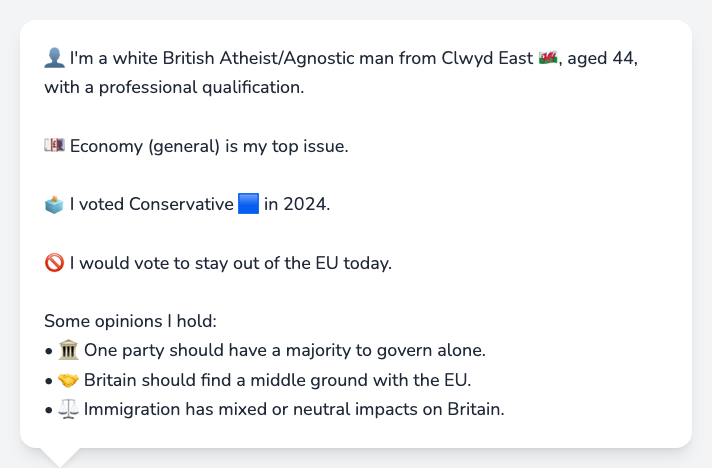 👤 I'm a white British Atheist/Agnostic man from Clwyd East 🏴󠁧󠁢󠁷󠁬󠁳󠁿, aged 44,
with a professional qualification.
💷 Economy (general) is my top issue.
🗳️ I voted Conservative 🟦 in 2024.
🚫 I would vote to stay out of the EU today.
Some opinions I hold:
• 🏛️ One party should have a majority to govern alone.
• 🤝 Britain should find a middle ground with the EU.
• ⚖️ Immigration has mixed or neutral impacts on Britain.